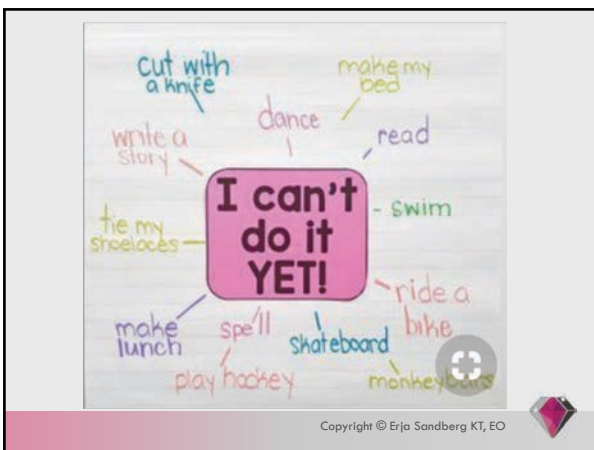 cut with
a knife
make my
bed
dance
write a
story
read
I can't
do it
YET!
- swim
tie my
shoelaces
ride a
bike
make
lunch
spell
skateboard
play hockey
monkeybars
Copyright © Erja Sandberg KT, EO